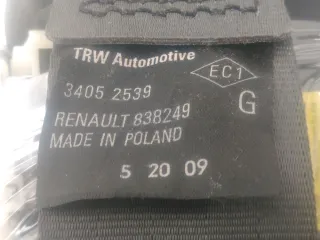 TRW Automotive
EC1
3405 2539
G
RENAULT 838249
MADE IN POLAND
5 20 09